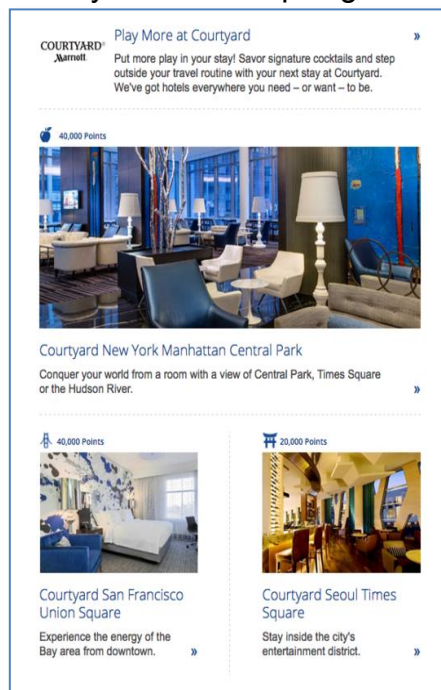 COURTYARD®
Marriott
Play More at Courtyard »
Put more play in your stay! Savor signature cocktails and step
outside your travel routine with your next stay at Courtyard.
We've got hotels everywhere you need – or want – to be.
40,000 Points
Courtyard New York Manhattan Central Park
Conquer your world from a room with a view of Central Park, Times Square
or the Hudson River. »
40,000 Points
Courtyard San Francisco
Union Square
Experience the energy of the
Bay area from downtown. »
20,000 Points
Courtyard Seoul Times
Square
Stay inside the city's
entertainment district. »